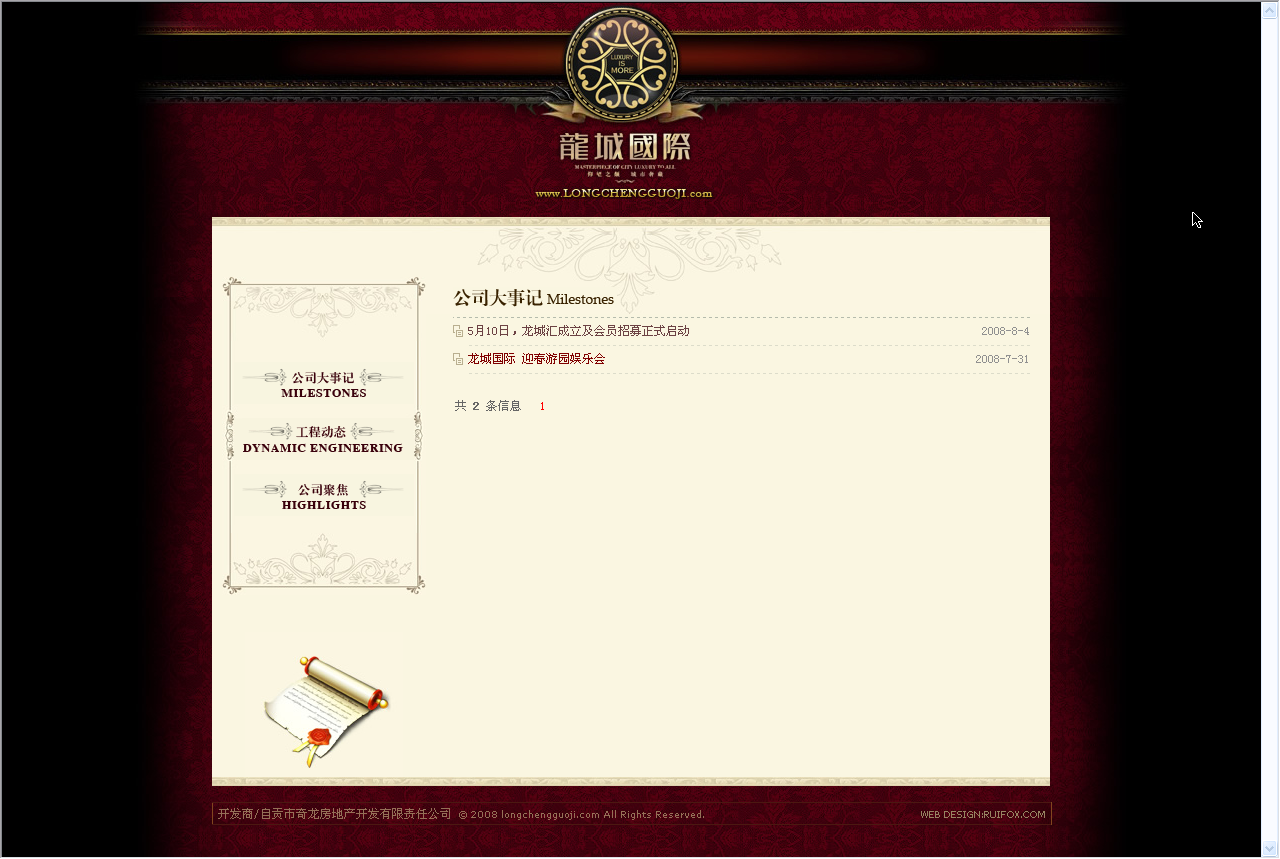 LUXURY
IS
MORE
龍城國際
MASTERPIECE OF CITY LUXURY TO ALL
www.LONGCHENGGUOJI.com
公司大事记 Milestones
5月10日，龙城汇成立及会员招募正式启动 2008-8-4
龙城国际 迎春游园娱乐会 2008-7-31
共 2 条信息 1
公司大事记
MILESTONES
工程动态
DYNAMIC ENGINEERING
公司聚焦
HIGHLIGHTS
开发商/自贡市奇龙房地产开发有限责任公司 © 2008 longchengguoji.com All Rights Reserved. WEB DESIGN:RUIFOX.COM